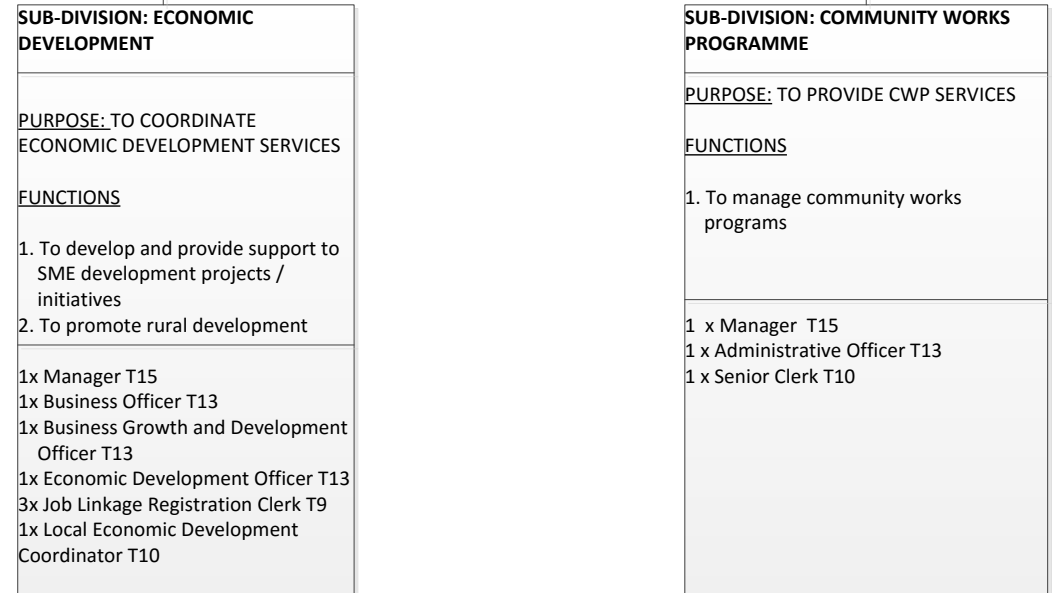 SUB-DIVISION: ECONOMIC
DEVELOPMENT
PURPOSE: TO COORDINATE
ECONOMIC DEVELOPMENT SERVICES
FUNCTIONS
1. To develop and provide support to
SME development projects /
initiatives
2. To promote rural development
1x Manager T15
1x Business Officer T13
1x Business Growth and Development
Officer T13
1x Economic Development Officer T13
3x Job Linkage Registration Clerk T9
1x Local Economic Development
Coordinator T10
SUB-DIVISION: COMMUNITY WORKS
PROGRAMME
PURPOSE: TO PROVIDE CWP SERVICES
FUNCTIONS
1. To manage community works
programs
1 x Manager T15
1 x Administrative Officer T13
1 x Senior Clerk T10